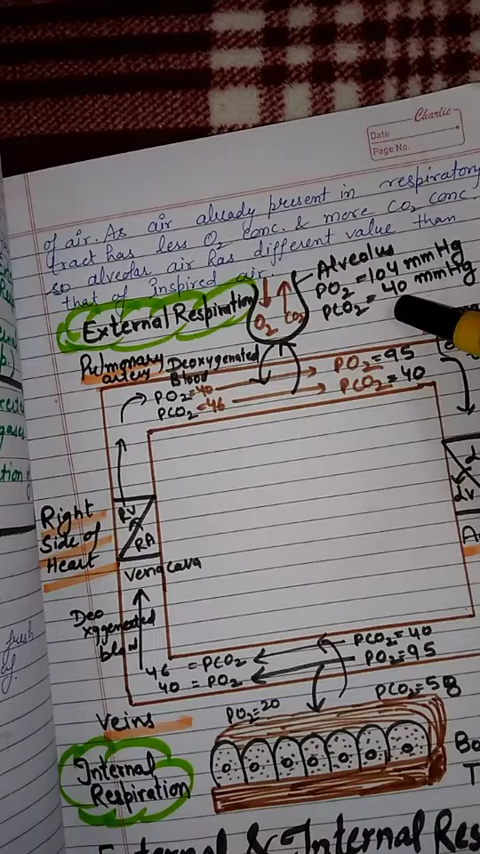 Charlie
Date
Page No.
of air. As air already present in respiratory
tract has less O2 conc. & more CO2 conc.
so alveolar air has different value than
that of inspired air.
External Respiration
O2 CO2
Alveolus
PO2 = 104 mmHg
PCO2 = 40 mmHg
Pulmonary artery
Deoxygenated Blood
PO2 = 40
PCO2 = 46
PO2 = 95
PCO2 = 40
Right
Side of
Heart
RV
RA
LV
Vena cava
Deoxygenated
blood
46 = PCO2
40 = PO2
PCO2 = 40
PO2 = 95
Veins
PO2 = 20
PCO2 = 58
Internal
Respiration
External & Internal Res